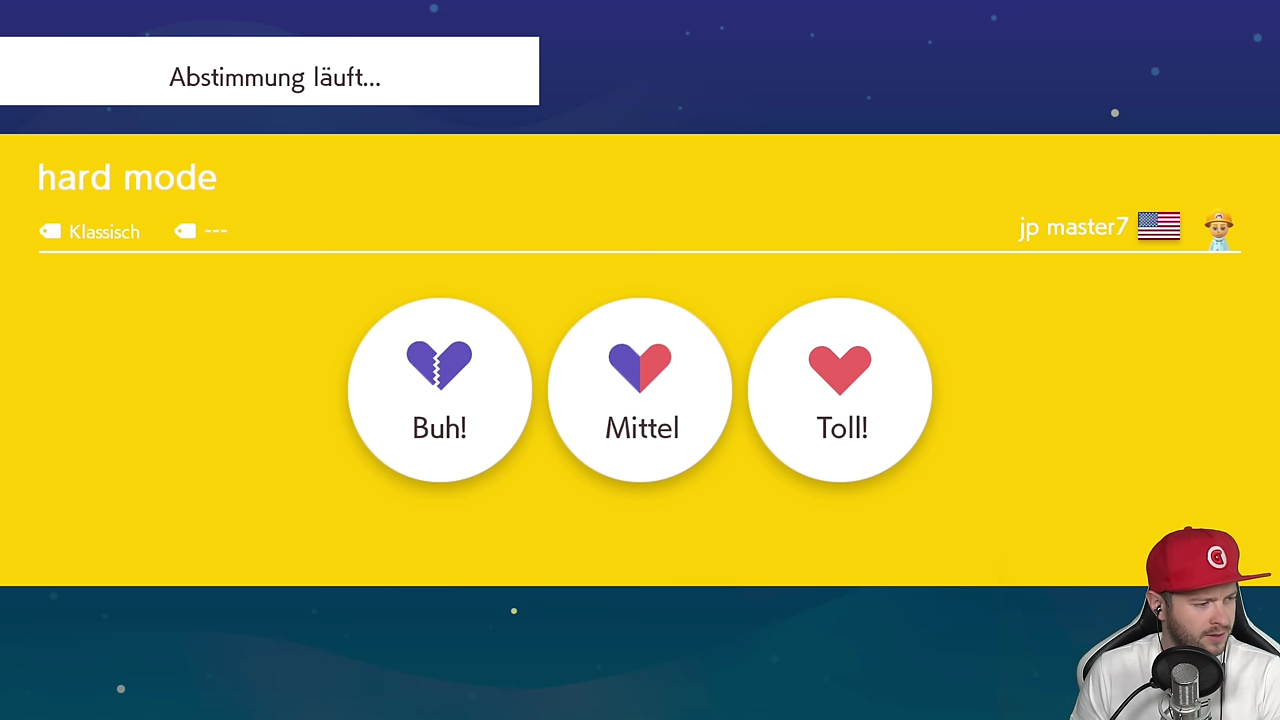 Abstimmung läuft...
hard mode
Klassisch ---
jp master7
Buh! Mittel Toll!